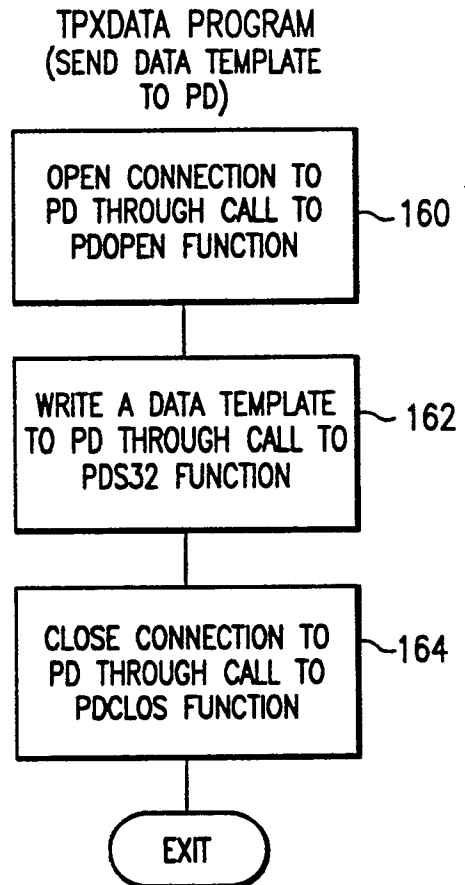 TPXDATA PROGRAM
(SEND DATA TEMPLATE
TO PD)
OPEN CONNECTION TO
PD THROUGH CALL TO
PDOPEN FUNCTION
160
WRITE A DATA TEMPLATE
TO PD THROUGH CALL TO
PDS32 FUNCTION
162
CLOSE CONNECTION TO
PD THROUGH CALL TO
PDCLOS FUNCTION
164
EXIT